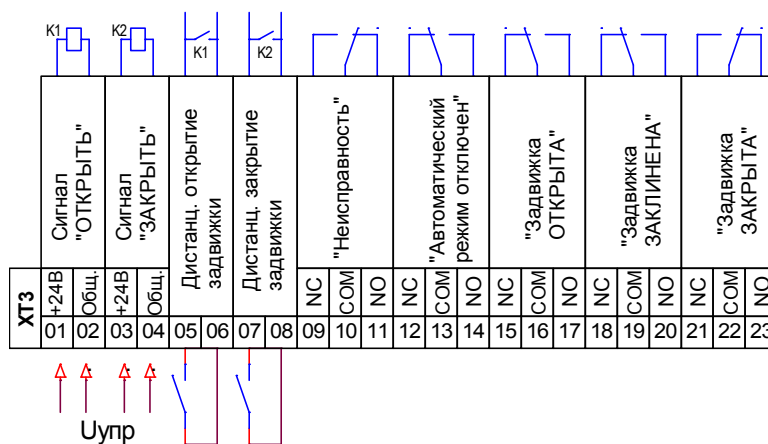 K1
K2
K1
K2
Сигнал
"ОТКРЫТЬ"
Сигнал
"ЗАКРЫТЬ"
Дистанц. открытие
задвижки
Дистанц. закрытие
задвижки
"Неисправность"
"Автоматический
режим отключен"
"Задвижка
ОТКРЫТА"
"Задвижка
ЗАКЛИНЕНА"
"Задвижка
ЗАКРЫТА"
XT3
+24В
Общ.
+24В
Общ.
NC
COM
NO
NC
COM
NO
NC
COM
NO
NC
COM
NO
NC
COM
NO
01 02 03 04 05 06 07 08 09 10 11 12 13 14 15 16 17 18 19 20 21 22 23
Uупр